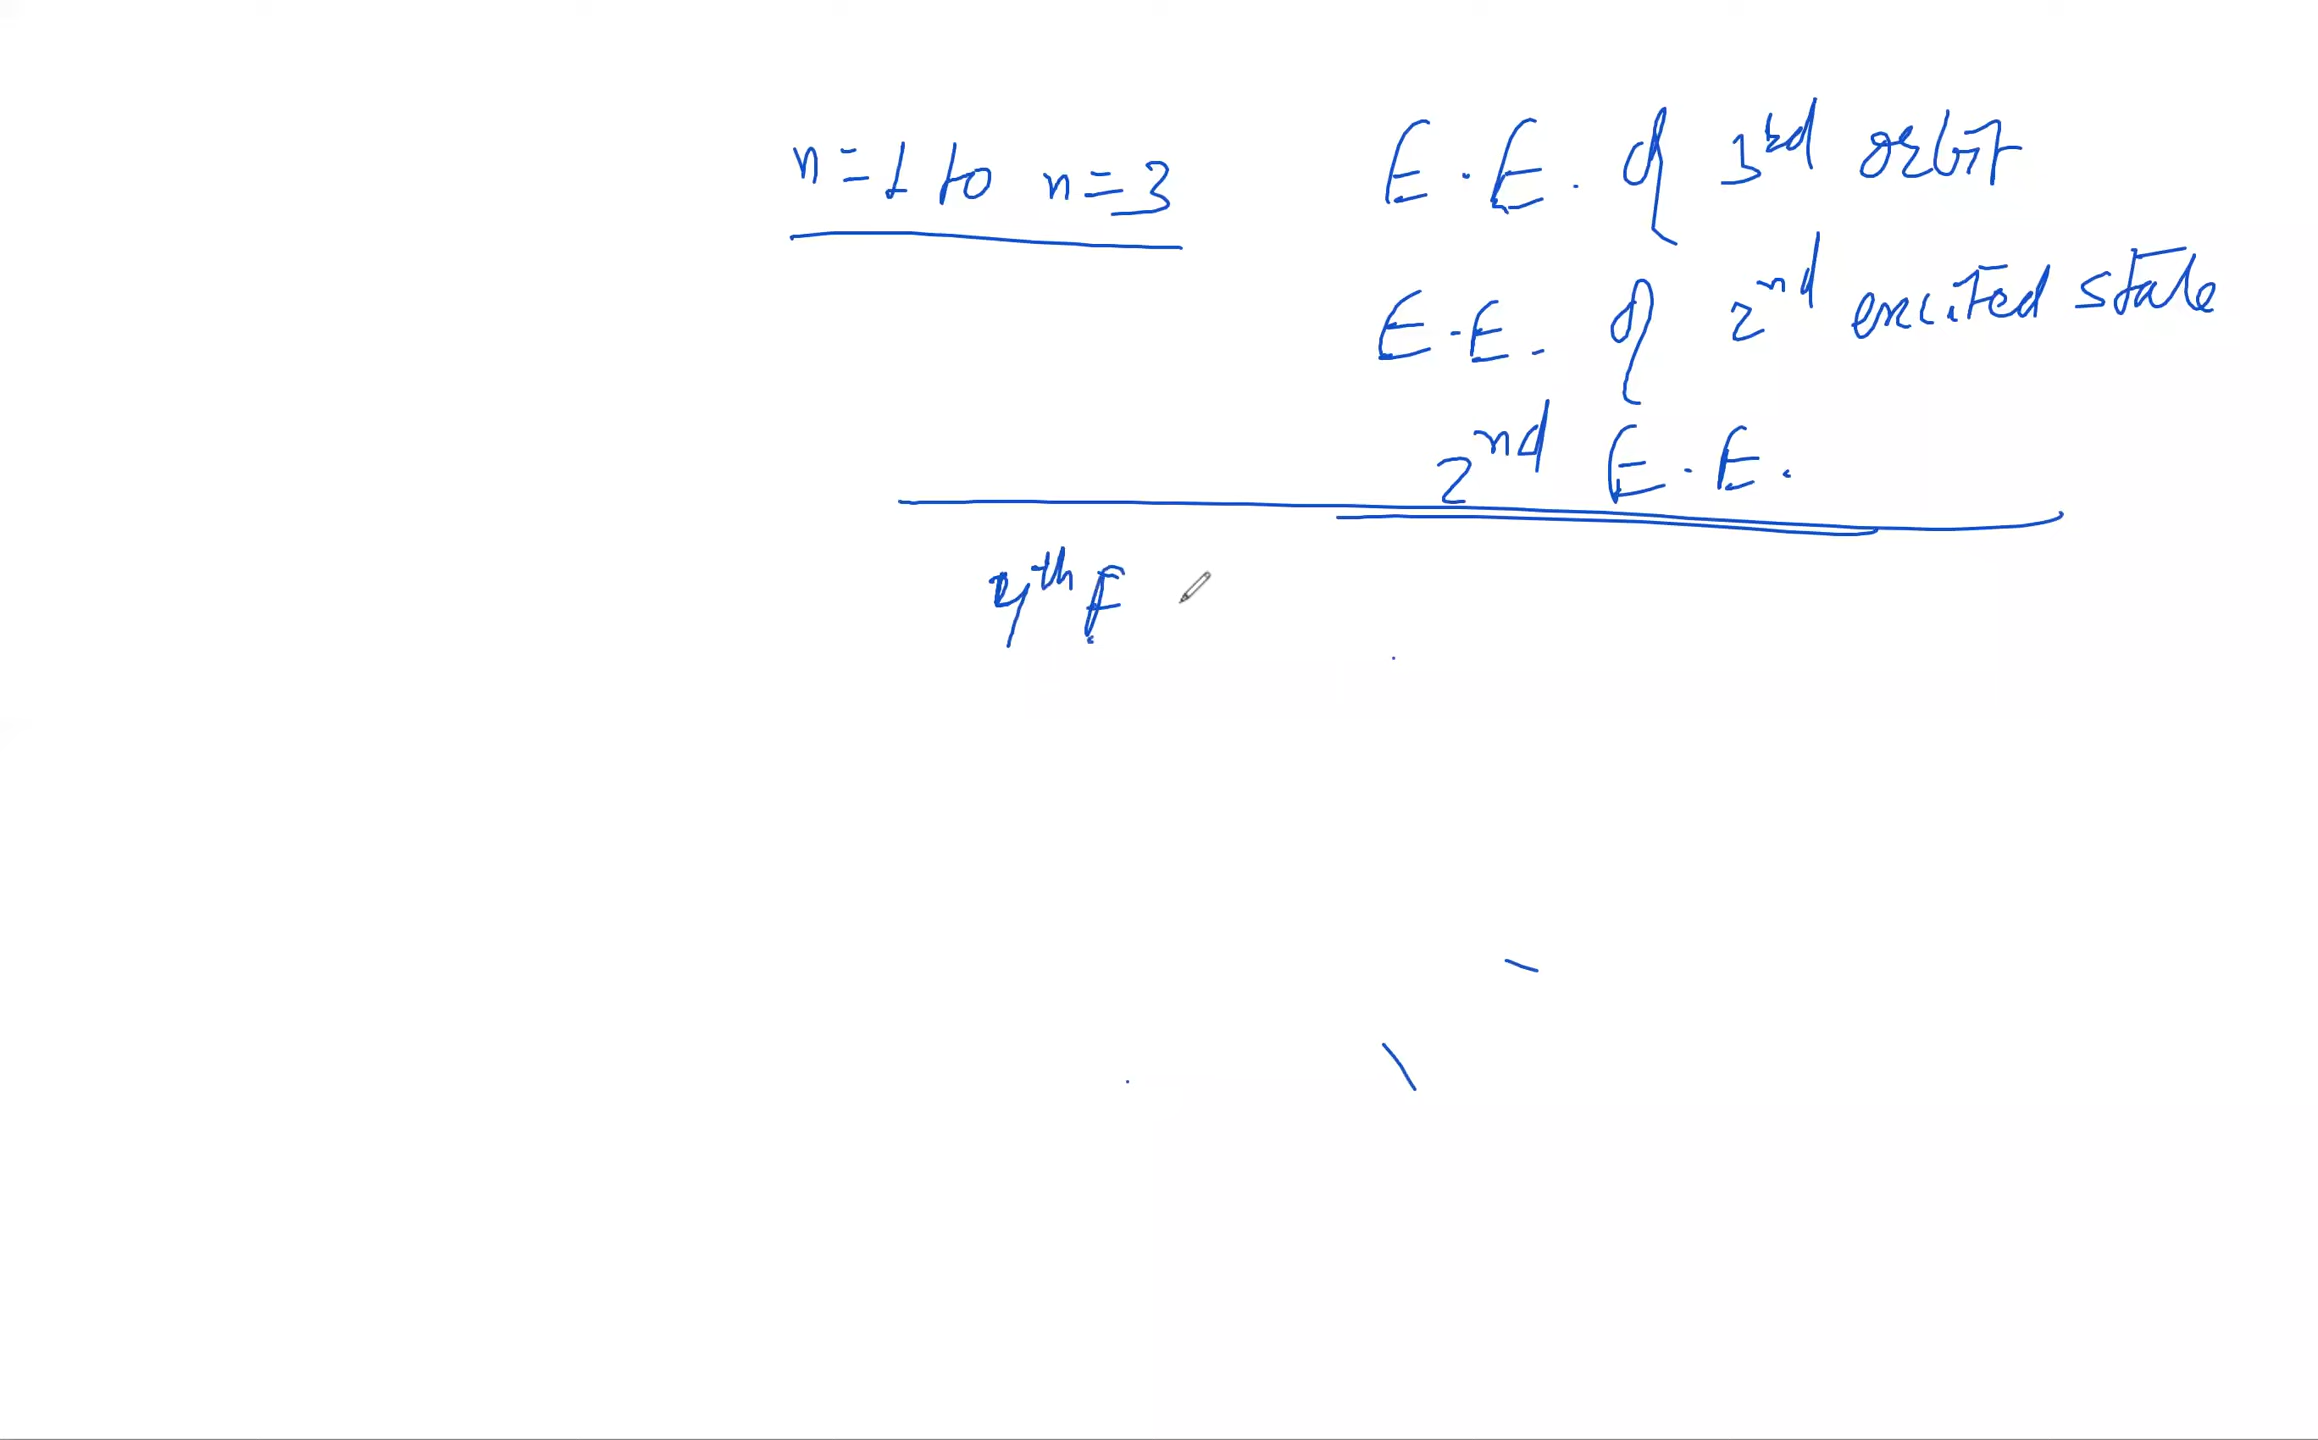 n=1 to n=3
E.E. of 3rd orbit
E.E. of 2nd excited state
2nd E.E.
4th E